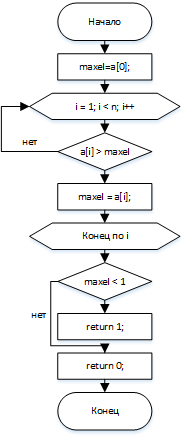 Начало
maxel=a[0];
i = 1; i < n; i++
нет
a[i] > maxel
maxel = a[i];
Конец по i
maxel < 1
нет
return 1;
return 0;
Конец